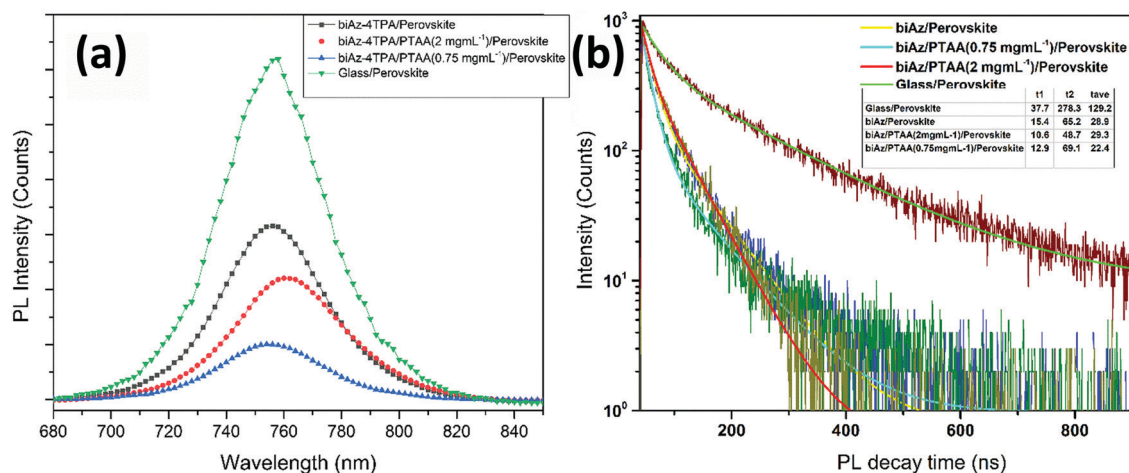 (a)
biAz-4TPA/Perovskite
biAz-4TPA/PTAA(2 mgmL⁻¹)/Perovskite
biAz-4TPA/PTAA(0.75 mgmL⁻¹)/Perovskite
Glass/Perovskite
PL Intensity (Counts)
680 700 720 740 760 780 800 820 840
Wavelength (nm)
(b)
biAz/Perovskite
biAz/PTAA(0.75 mgmL⁻¹)/Perovskite
biAz/PTAA(2 mgmL⁻¹)/Perovskite
Glass/Perovskite
t1 t2 tave
Glass/Perovskite 37.7 278.3 129.2
biAz/Perovskite 15.4 65.2 28.9
biAz/PTAA(2mgmL-1)/Perovskite 10.6 48.7 29.3
biAz/PTAA(0.75mgmL-1)/Perovskite 12.9 69.1 22.4
Intensity (Counts)
10³
10²
10¹
10⁰
200 400 600 800
PL decay time (ns)